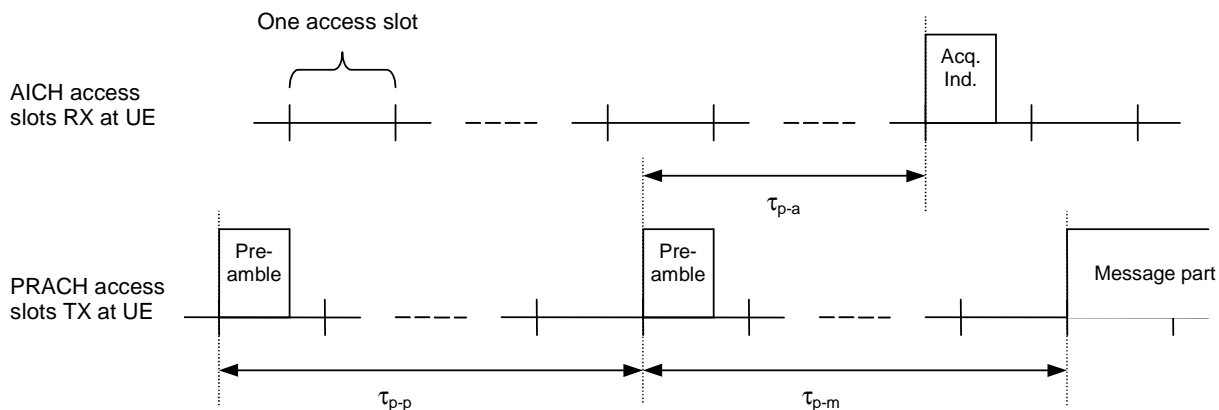 One access slot
AICH access
slots RX at UE
Acq.
Ind.
τp-a
PRACH access
slots TX at UE
Pre-
amble
Pre-
amble
Message part
τp-p
τp-m